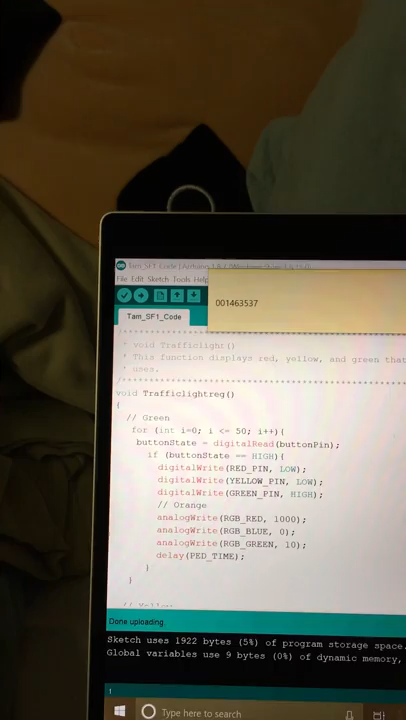 Tam_SF1_Code | Arduino 1.8.
File Edit Sketch Tools Help
001463537
Tam_SF1_Code
* void Trafficlight()
* This function displays red, yellow, and green that
* uses.
/****************************************
void Trafficlightreg()
{
// Green
for (int i=0; i <= 50; i++){
buttonState = digitalRead(buttonPin);
if (buttonState == HIGH){
digitalWrite(RED_PIN, LOW);
digitalWrite(YELLOW_PIN, LOW);
digitalWrite(GREEN_PIN, HIGH);
// Orange
analogWrite(RGB_RED, 1000);
analogWrite(RGB_BLUE, 0);
analogWrite(RGB_GREEN, 10);
delay(PED_TIME);
}
}
Done uploading.
Sketch uses 1922 bytes (5%) of program storage space.
Global variables use 9 bytes (0%) of dynamic memory,
1
Type here to search